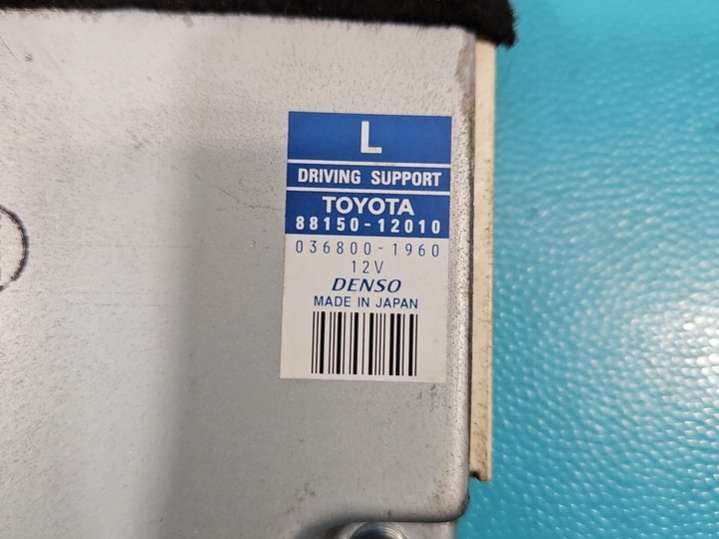 L
DRIVING SUPPORT
TOYOTA
88150-12010
036800-1960
12V
DENSO
MADE IN JAPAN